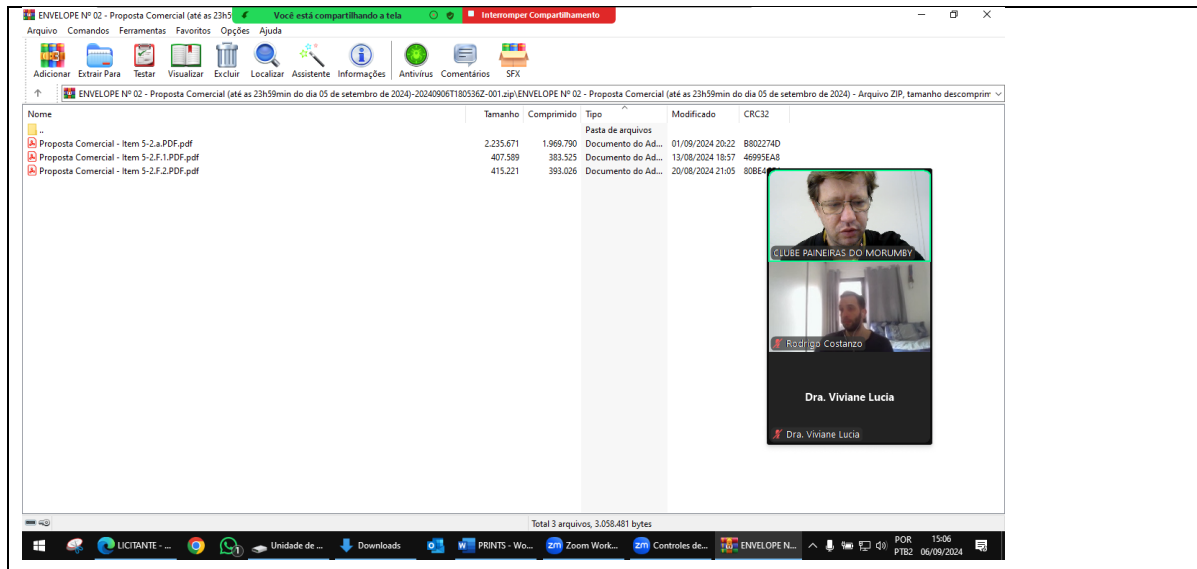 ENVELOPE Nº 02 - Proposta Comercial (até as 23h5
Você está compartilhando a tela
Interromper Compartilhamento
Arquivo Comandos Ferramentas Favoritos Opções Ajuda
Adicionar Extrair Para Testar Visualizar Excluir Localizar Assistente Informações Antivírus Comentários SFX
ENVELOPE Nº 02 - Proposta Comercial (até as 23h59min do dia 05 de setembro de 2024)-20240906T180536Z-001.zip\ENVELOPE Nº 02 - Proposta Comercial (até as 23h59min do dia 05 de setembro de 2024) - Arquivo ZIP, tamanho descomprim
Nome Tamanho Comprimido Tipo Modificado CRC32
.. Pasta de arquivos
Proposta Comercial - Item 5-2.a.PDF.pdf 2.235.671 1.969.790 Documento do Ad... 01/09/2024 20:22 B802274D
Proposta Comercial - Item 5-2.F.1.PDF.pdf 407.589 383.525 Documento do Ad... 13/08/2024 18:57 46995EA8
Proposta Comercial - Item 5-2.F.2.PDF.pdf 415.221 393.026 Documento do Ad... 20/08/2024 21:05
CLUBE PAINEIRAS DO MORUMBY
Rodrigo Costanzo
Dra. Viviane Lucia
Dra. Viviane Lucia
Total 3 arquivos, 3.058.481 bytes
LICITANTE - ... Unidade de ... Downloads PRINTS - Wo... Zoom Work... Controles de... ENVELOPE N... POR 15:06
PTB2 06/09/2024